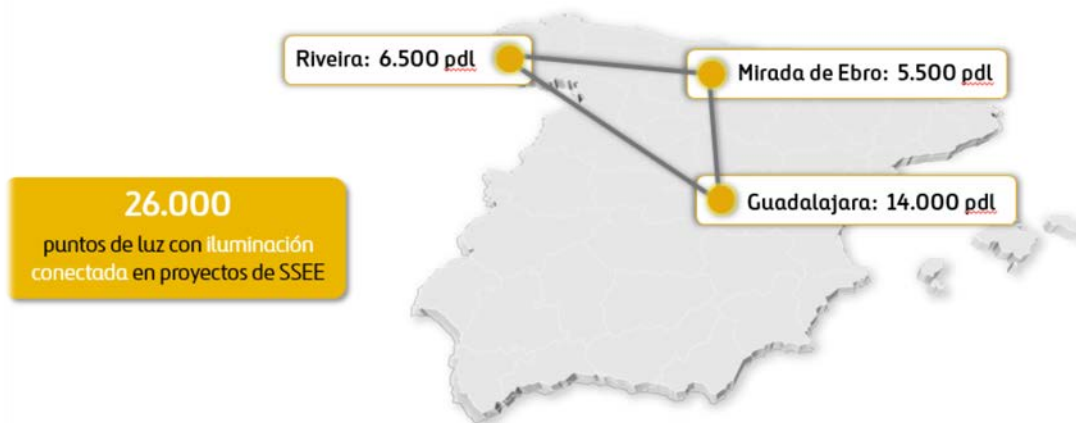 Riveira: 6.500 pdl
Mirada de Ebro: 5.500 pdl
Guadalajara: 14.000 pdl
26.000
puntos de luz con iluminación
conectada en proyectos de SSEE